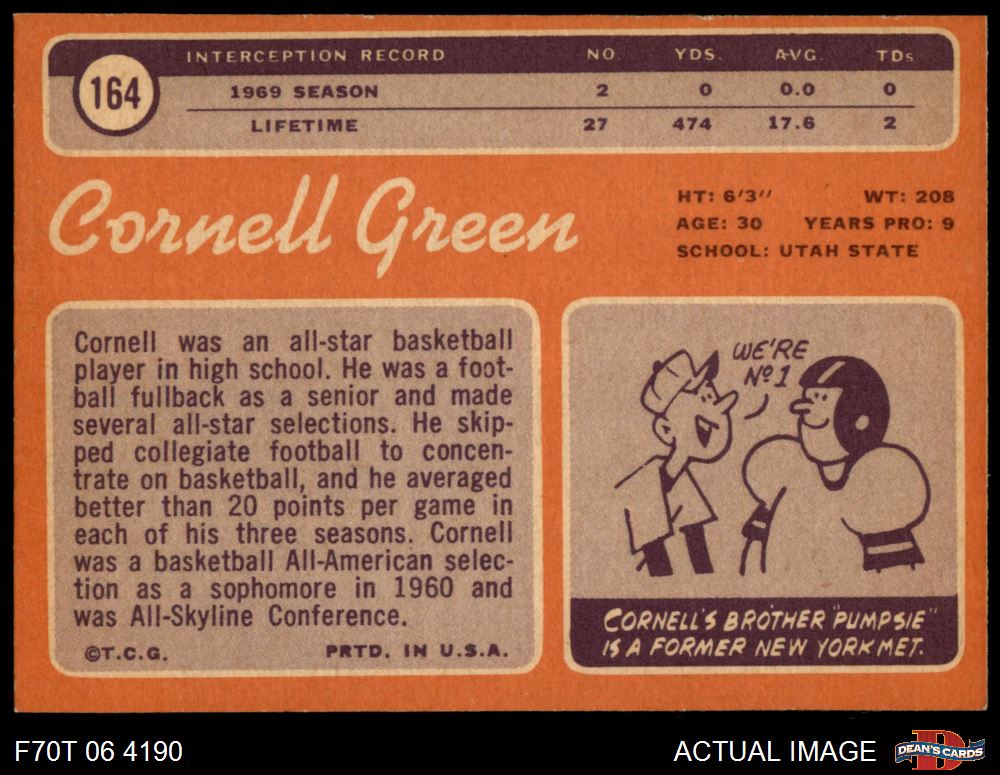 INTERCEPTION RECORD NO. YDS. AVG. TDs
164
1969 SEASON 2 0 0.0 0
LIFETIME 27 474 17.6 2
Cornell Green
HT: 6'3'' WT: 208
AGE: 30 YEARS PRO: 9
SCHOOL: UTAH STATE
Cornell was an all-star basketball
player in high school. He was a foot-
ball fullback as a senior and made
several all-star selections. He skip-
ped collegiate football to concen-
trate on basketball, and he averaged
better than 20 points per game in
each of his three seasons. Cornell
was a basketball All-American selec-
tion as a sophomore in 1960 and
was All-Skyline Conference.
©T.C.G. PRTD. IN U.S.A.
WE'RE
Nº 1
CORNELL'S BROTHER "PUMPSIE"
IS A FORMER NEW YORK MET.
F70T 06 4190
ACTUAL IMAGE
D
DEAN'S CARDS